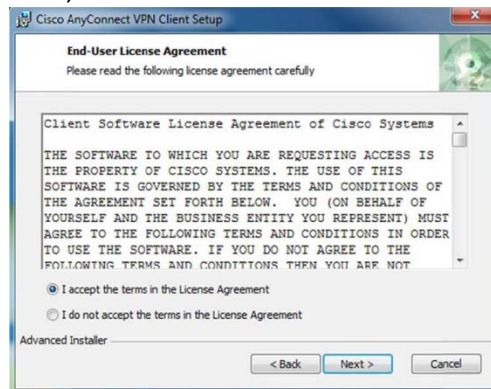 Cisco AnyConnect VPN Client Setup
End-User License Agreement
Please read the following license agreement carefully
Client Software License Agreement of Cisco Systems
THE SOFTWARE TO WHICH YOU ARE REQUESTING ACCESS IS
THE PROPERTY OF CISCO SYSTEMS. THE USE OF THIS
SOFTWARE IS GOVERNED BY THE TERMS AND CONDITIONS OF
THE AGREEMENT SET FORTH BELOW. YOU (ON BEHALF OF
YOURSELF AND THE BUSINESS ENTITY YOU REPRESENT) MUST
AGREE TO THE FOLLOWING TERMS AND CONDITIONS IN ORDER
TO USE THE SOFTWARE. IF YOU DO NOT AGREE TO THE
FOLLOWING TERMS AND CONDITIONS THEN YOU ARE NOT
I accept the terms in the License Agreement
I do not accept the terms in the License Agreement
Advanced Installer
< Back Next > Cancel